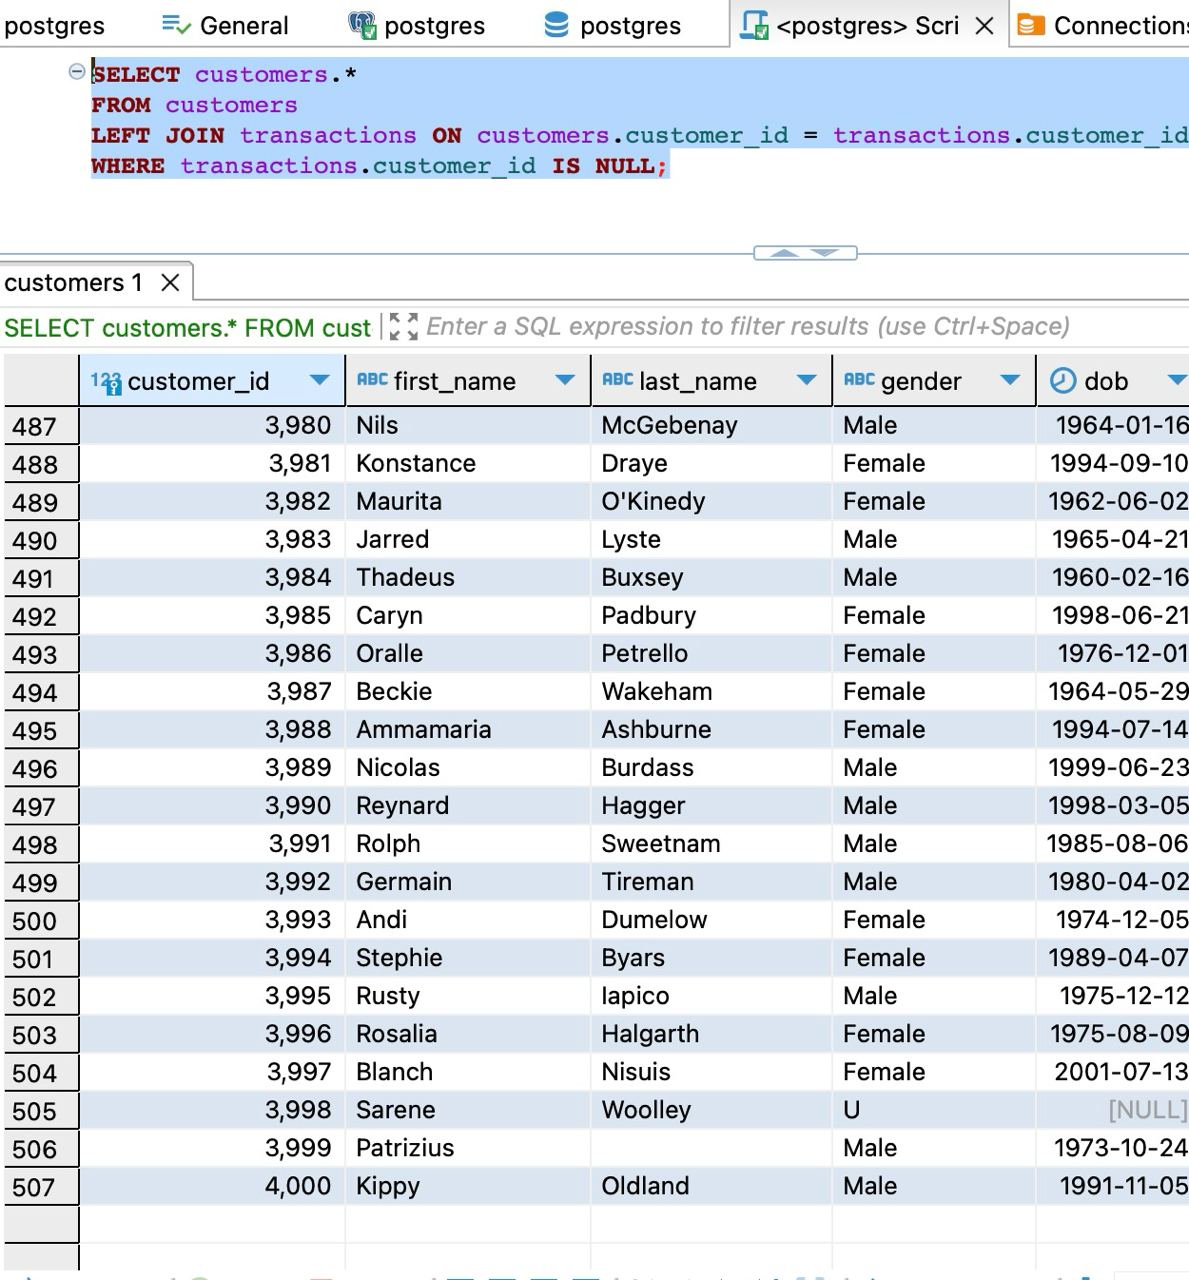 postgres General postgres postgres <postgres> Scri Connections
SELECT customers.*
FROM customers
LEFT JOIN transactions ON customers.customer_id = transactions.customer_id
WHERE transactions.customer_id IS NULL;
customers 1
SELECT customers.* FROM cust Enter a SQL expression to filter results (use Ctrl+Space)
123 customer_id ABC first_name ABC last_name ABC gender dob
487 3,980 Nils McGebenay Male 1964-01-16
488 3,981 Konstance Draye Female 1994-09-10
489 3,982 Maurita O'Kinedy Female 1962-06-02
490 3,983 Jarred Lyste Male 1965-04-21
491 3,984 Thadeus Buxsey Male 1960-02-16
492 3,985 Caryn Padbury Female 1998-06-21
493 3,986 Oralle Petrello Female 1976-12-01
494 3,987 Beckie Wakeham Female 1964-05-29
495 3,988 Ammamaria Ashburne Female 1994-07-14
496 3,989 Nicolas Burdass Male 1999-06-23
497 3,990 Reynard Hagger Male 1998-03-05
498 3,991 Rolph Sweetnam Male 1985-08-06
499 3,992 Germain Tireman Male 1980-04-02
500 3,993 Andi Dumelow Female 1974-12-05
501 3,994 Stephie Byars Female 1989-04-07
502 3,995 Rusty Iapico Male 1975-12-12
503 3,996 Rosalia Halgarth Female 1975-08-09
504 3,997 Blanch Nisuis Female 2001-07-13
505 3,998 Sarene Woolley U [NULL]
506 3,999 Patrizius Male 1973-10-24
507 4,000 Kippy Oldland Male 1991-11-05